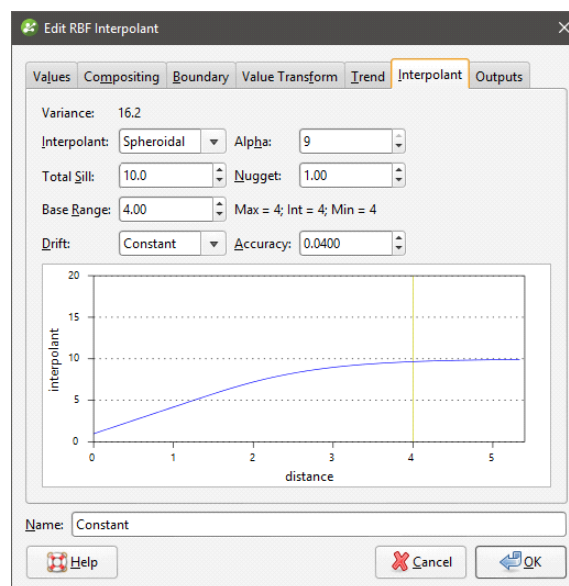 Edit RBF Interpolant
Values Compositing Boundary Value Transform Trend Interpolant Outputs
Variance: 16.2
Interpolant: Spheroidal Alpha: 9
Total Sill: 10.0 Nugget: 1.00
Base Range: 4.00 Max = 4; Int = 4; Min = 4
Drift: Constant Accuracy: 0.0400
20
15
10
5
0
interpolant
0 1 2 3 4 5
distance
Name: Constant
Help Cancel OK